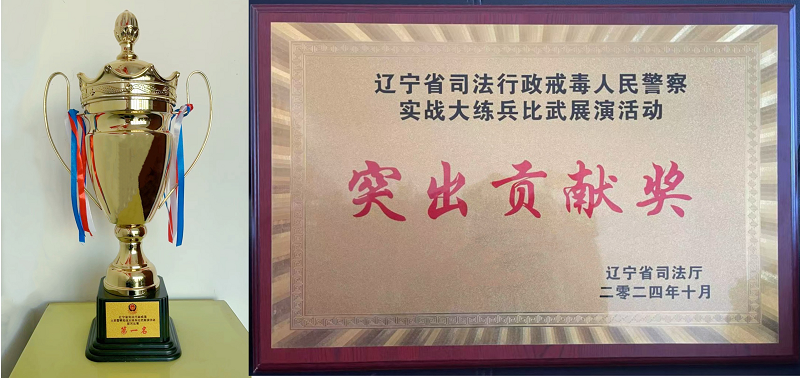 第一名
辽宁省司法行政戒毒人民警察
实战大练兵比武展演活动
突出贡献奖
辽宁省司法厅
二零二四年十月